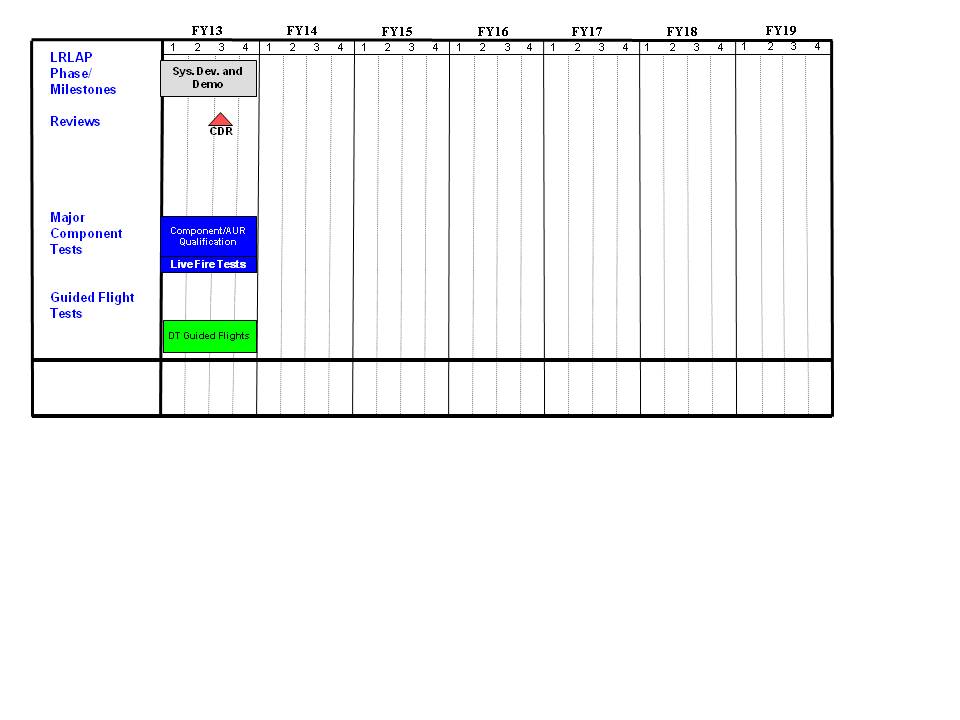 FY13 FY14 FY15 FY16 FY17 FY18 FY19
1 2 3 4 1 2 3 4 1 2 3 4 1 2 3 4 1 2 3 4 1 2 3 4 1 2 3 4
LRLAP
Phase/
Milestones
Sys. Dev. and
Demo
Reviews
CDR
Major
Component
Tests
Component/AUR
Qualification
Live Fire Tests
Guided Flight
Tests
DT Guided Flights